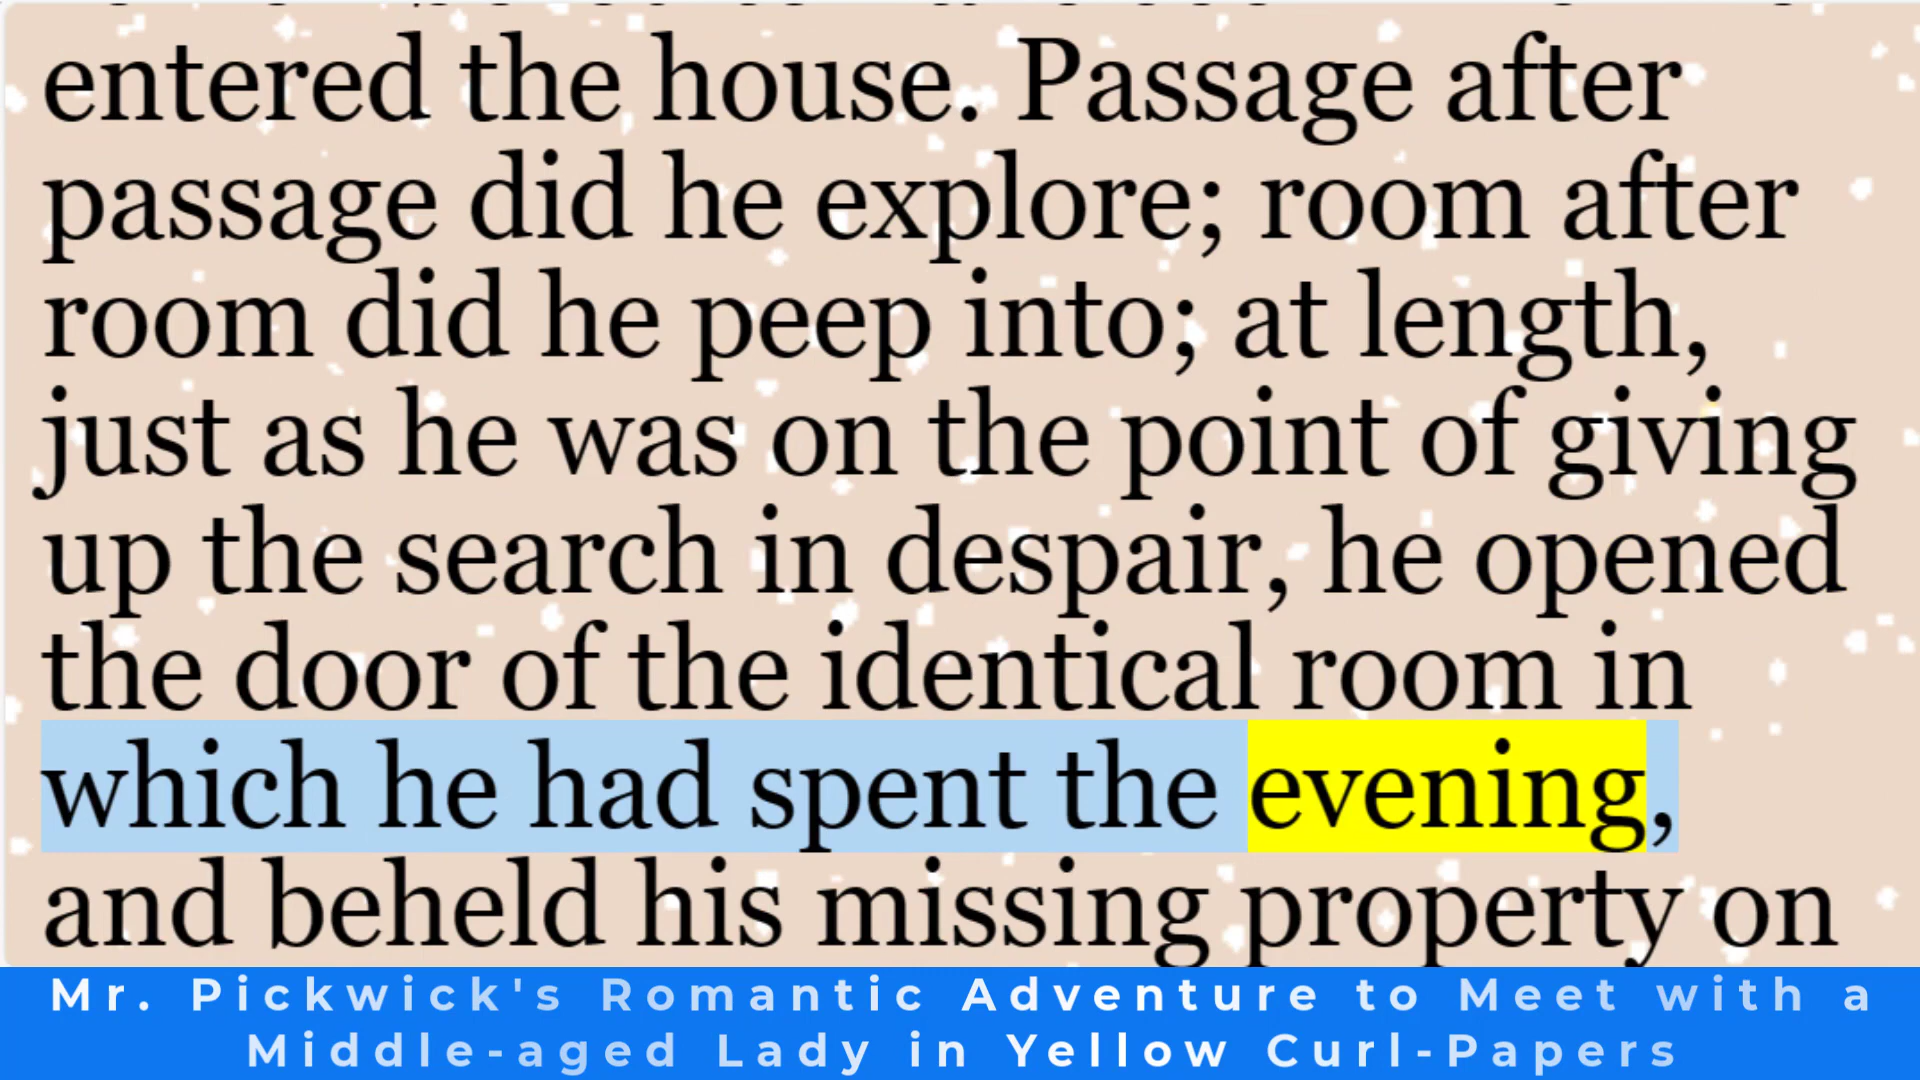 entered the house. Passage after
passage did he explore; room after
room did he peep into; at length,
just as he was on the point of giving
up the search in despair, he opened
the door of the identical room in
which he had spent the evening,
and beheld his missing property on
Mr. Pickwick's Romantic Adventure to Meet with a
Middle-aged Lady in Yellow Curl-Papers